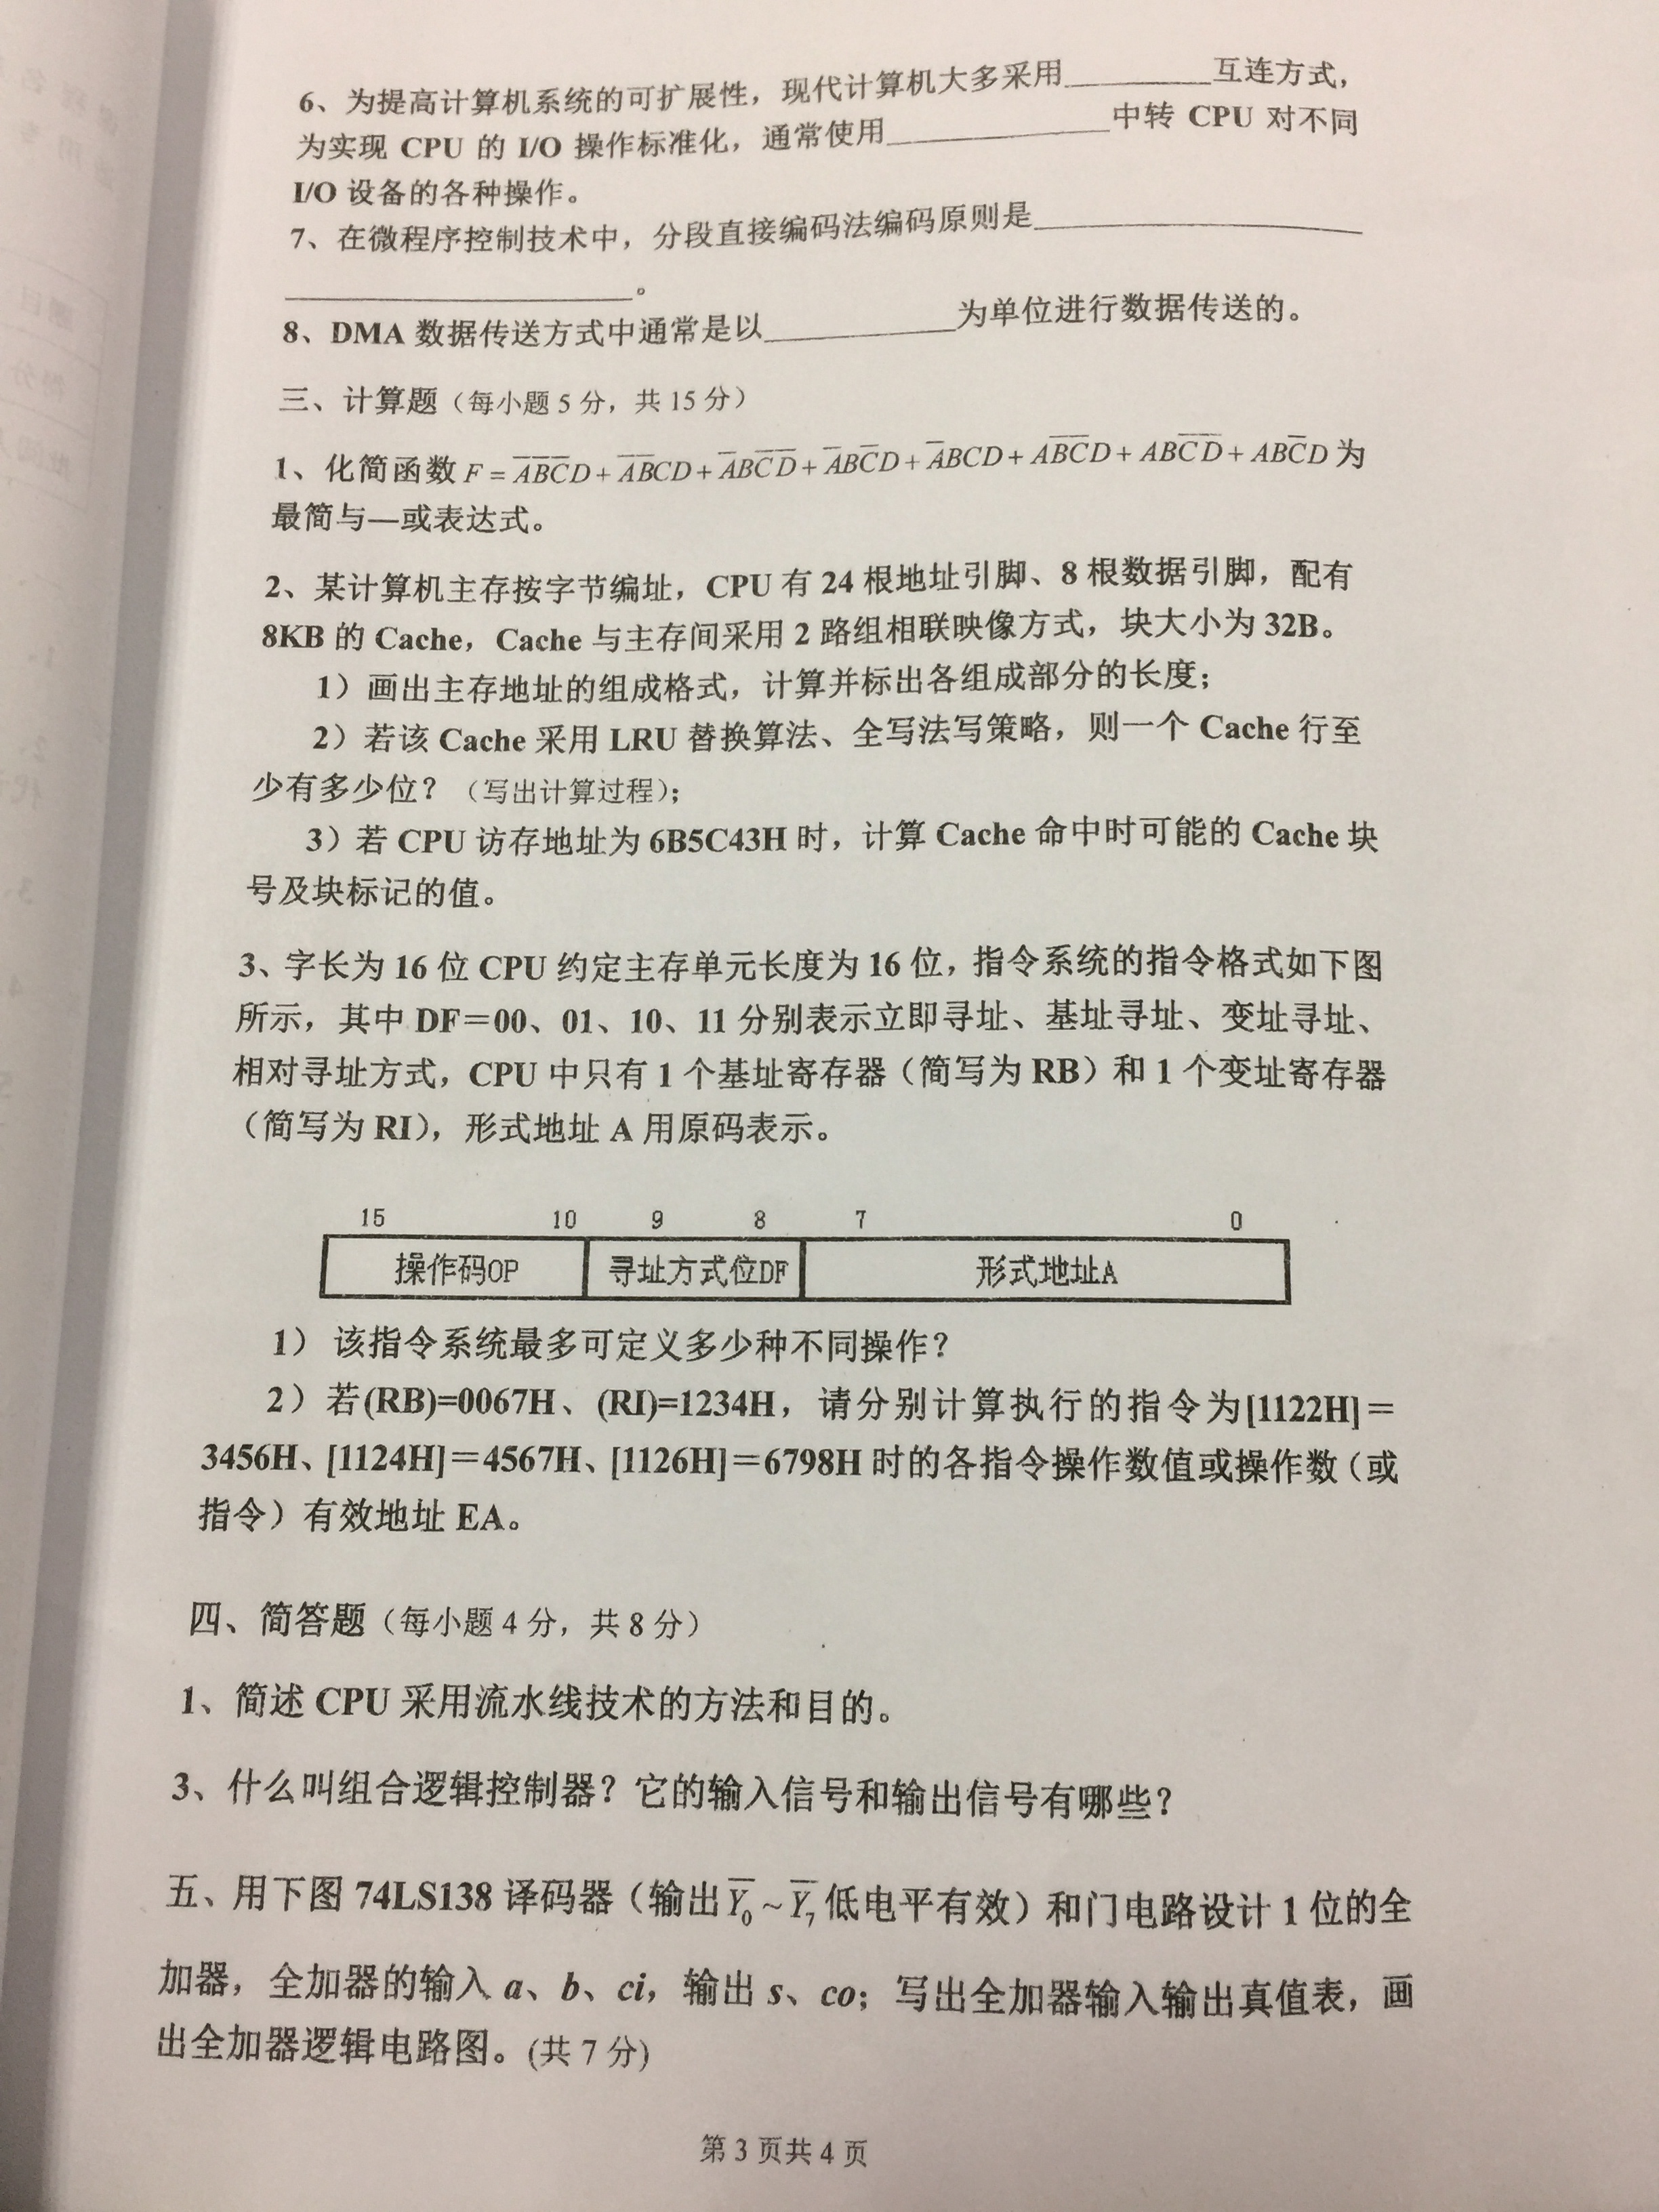 6、为提高计算机系统的可扩展性，现代计算机大多采用________互连方式，
为实现 CPU 的 I/O 操作标准化，通常使用____________中转 CPU 对不同
I/O 设备的各种操作。
7、在微程序控制技术中，分段直接编码法编码原则是__________________
____________________。
8、DMA 数据传送方式中通常是以___________为单位进行数据传送的。
三、计算题（每小题 5 分，共 15 分）
1、化简函数 F = A̅B̅C̅D + A̅B̅CD + A̅BC̅D̅ + A̅BC̅D + A̅BCD + AB̅C̅D + ABC̅D̅ + ABC̅D 为
最简与—或表达式。
2、某计算机主存按字节编址，CPU 有 24 根地址引脚、8 根数据引脚，配有
8KB 的 Cache，Cache 与主存间采用 2 路组相联映像方式，块大小为 32B。
1）画出主存地址的组成格式，计算并标出各组成部分的长度；
2）若该 Cache 采用 LRU 替换算法、全写法写策略，则一个 Cache 行至
少有多少位？（写出计算过程）；
3）若 CPU 访存地址为 6B5C43H 时，计算 Cache 命中时可能的 Cache 块
号及块标记的值。
3、字长为 16 位 CPU 约定主存单元长度为 16 位，指令系统的指令格式如下图
所示，其中 DF＝00、01、10、11 分别表示立即寻址、基址寻址、变址寻址、
相对寻址方式，CPU 中只有 1 个基址寄存器（简写为 RB）和 1 个变址寄存器
（简写为 RI），形式地址 A 用原码表示。
15 10 9 8 7 0
操作码OP 寻址方式位DF 形式地址A
1） 该指令系统最多可定义多少种不同操作？
2）若(RB)=0067H、(RI)=1234H，请分别计算执行的指令为[1122H]＝
3456H、[1124H]＝4567H、[1126H]＝6798H 时的各指令操作数值或操作数（或
指令）有效地址 EA。
四、简答题（每小题 4 分，共 8 分）
1、简述 CPU 采用流水线技术的方法和目的。
3、什么叫组合逻辑控制器？它的输入信号和输出信号有哪些？
五、用下图 74LS138 译码器（输出 Y̅₀ ~ Y̅₇ 低电平有效）和门电路设计 1 位的全
加器，全加器的输入 a、b、ci，输出 s、co；写出全加器输入输出真值表，画
出全加器逻辑电路图。(共 7 分)
第 3 页共 4 页